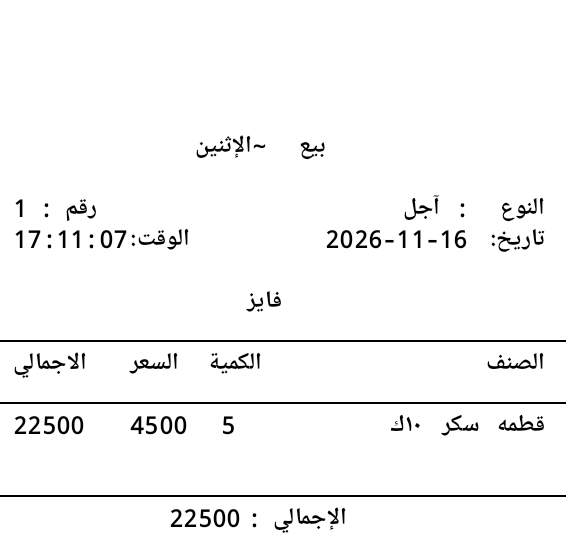 بيع ~الإثنين
النوع : آجل رقم : 1
تاريخ: 2026-11-16 الوقت:17:11:07
فايز
الصنف الكمية السعر الاجمالي
قطمه سكر ١٠ك 5 4500 22500
الإجمالي : 22500